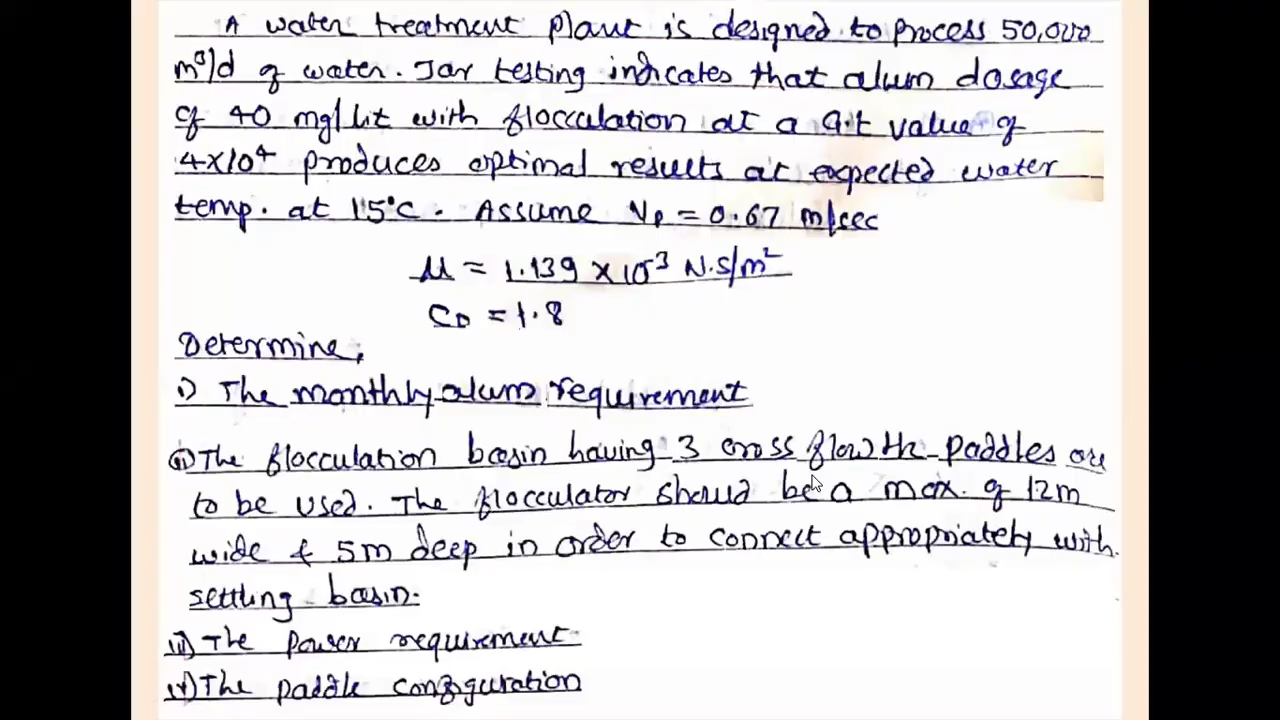 A water treatment plant is designed to process 50,000
m³/d of water. Jar testing indicates that alum dosage
of 40 mg/lit with flocculation at a G.t value of
4x10⁴ produces optimal results at expected water
temp. at 15°C. Assume Vp = 0.67 m/sec
μ = 1.139 x 10⁻³ N.S/m²
CD = 1.8
Determine,
i) The monthly alum requirement
ii) The flocculation basin having 3 cross flow Hz paddles are
to be used. The flocculator should be a max. of 12m
wide & 5m deep in order to connect appropriately with
settling basin.
iii) The power requirement
iv) The paddle configuration